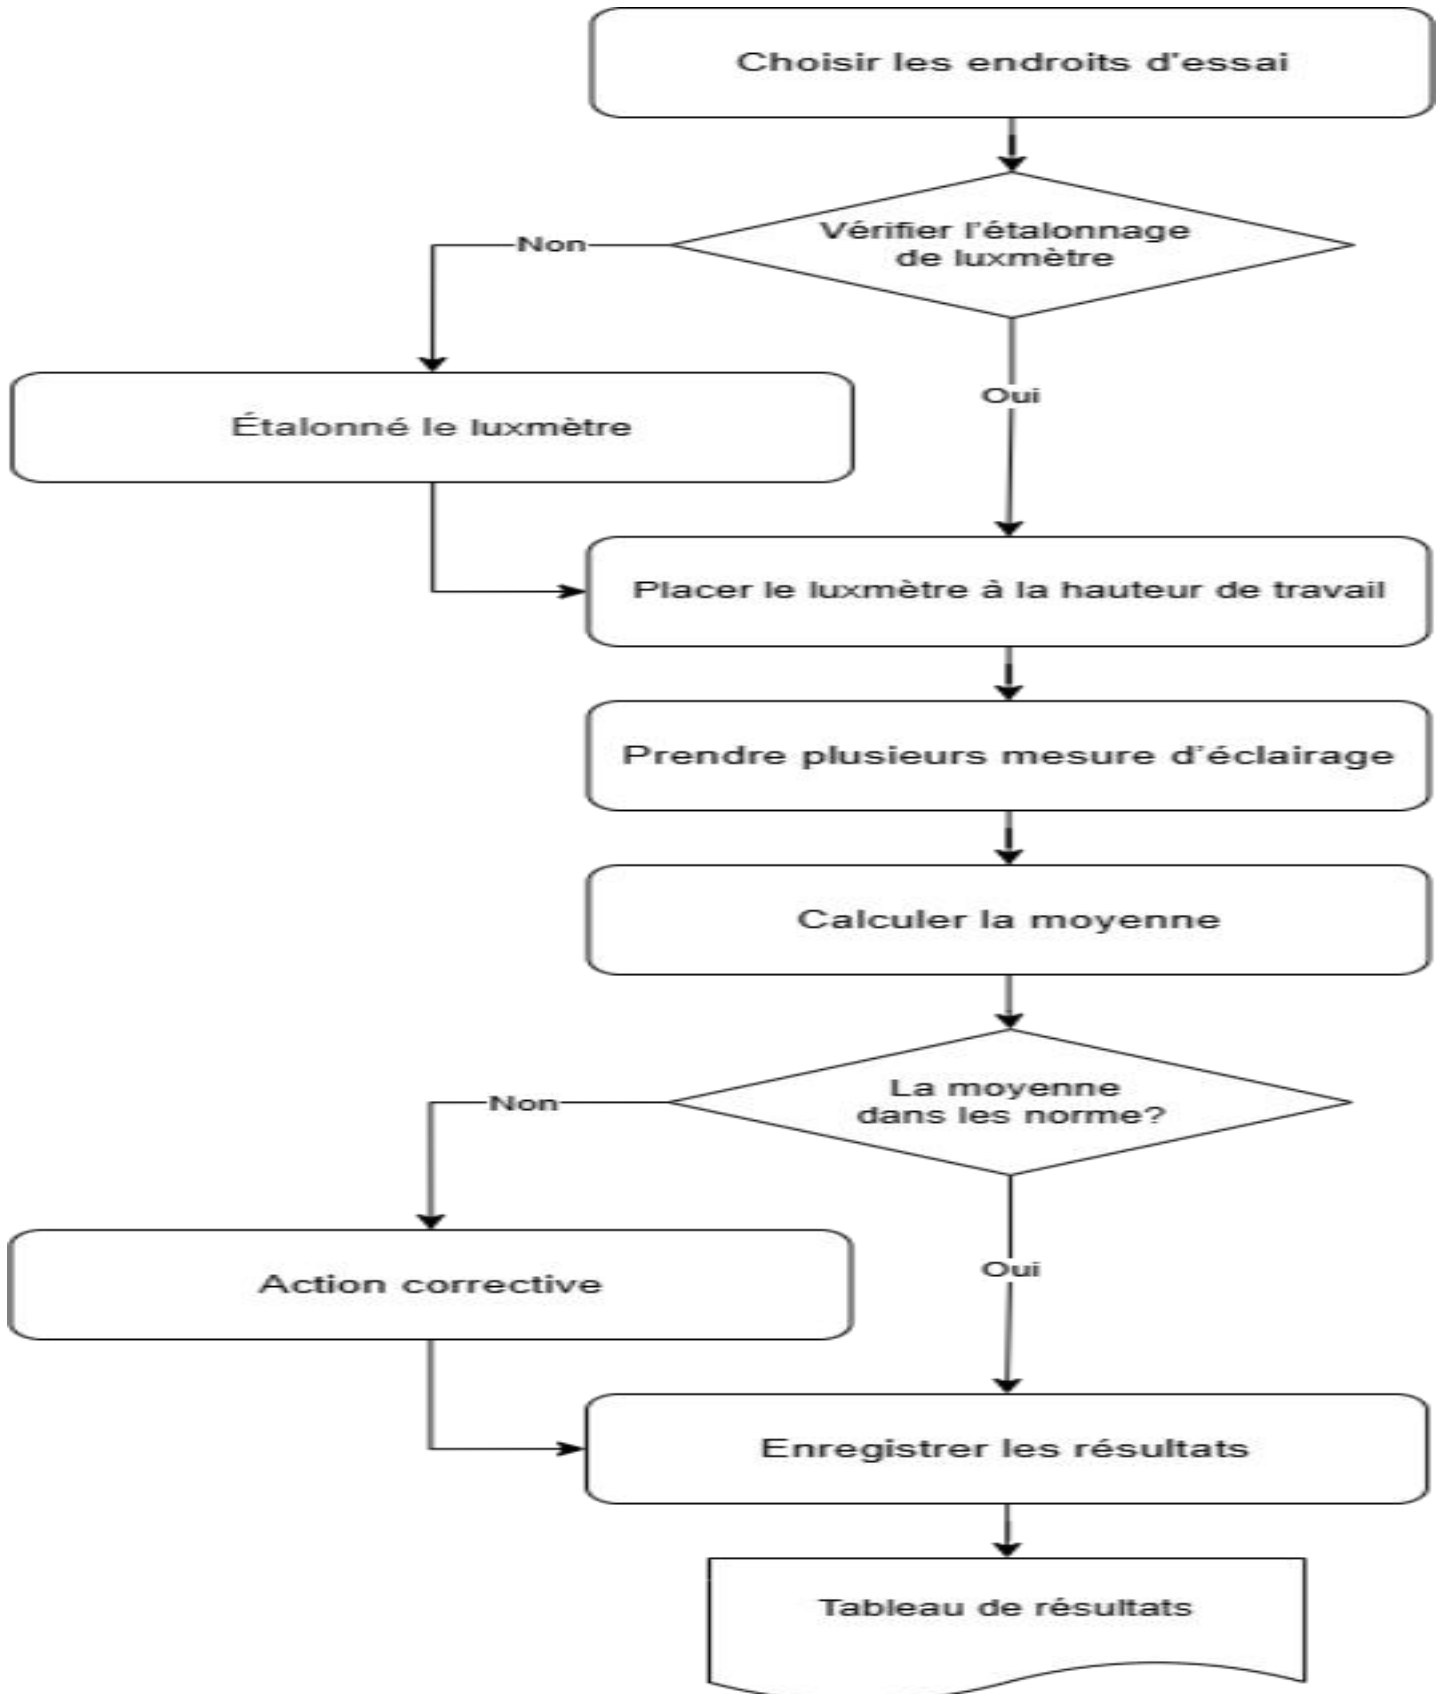 Choisir les endroits d'essai
Vérifier l'étalonnage
de luxmètre
Non
Oui
Étalonné le luxmètre
Placer le luxmètre à la hauteur de travail
Prendre plusieurs mesure d'éclairage
Calculer la moyenne
La moyenne
dans les norme?
Non
Oui
Action corrective
Enregistrer les résultats
Tableau de résultats